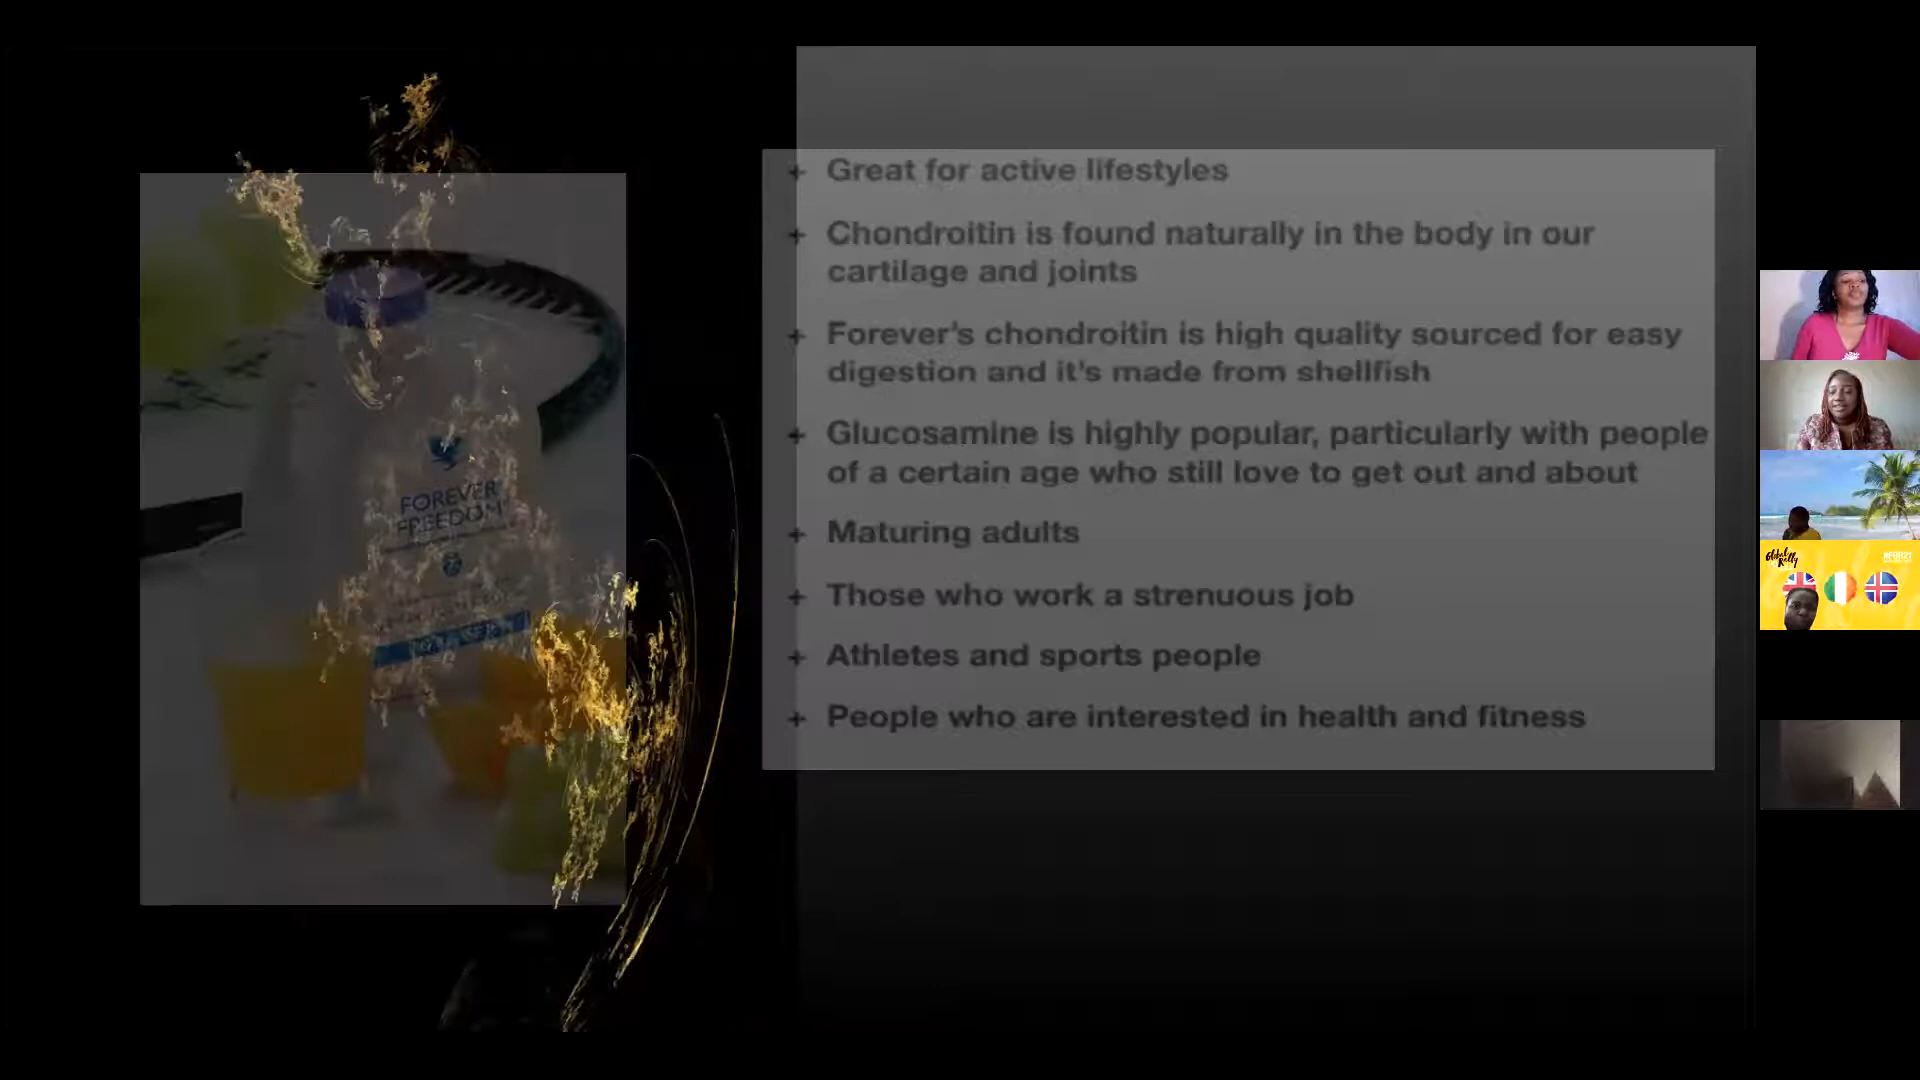 + Great for active lifestyles
+ Chondroitin is found naturally in the body in our
cartilage and joints
+ Forever's chondroitin is high quality sourced for easy
digestion and it's made from shellfish
+ Glucosamine is highly popular, particularly with people
of a certain age who still love to get out and about
+ Maturing adults
+ Those who work a strenuous job
+ Athletes and sports people
+ People who are interested in health and fitness
FOREVER
FREEDOM
Global
Rally